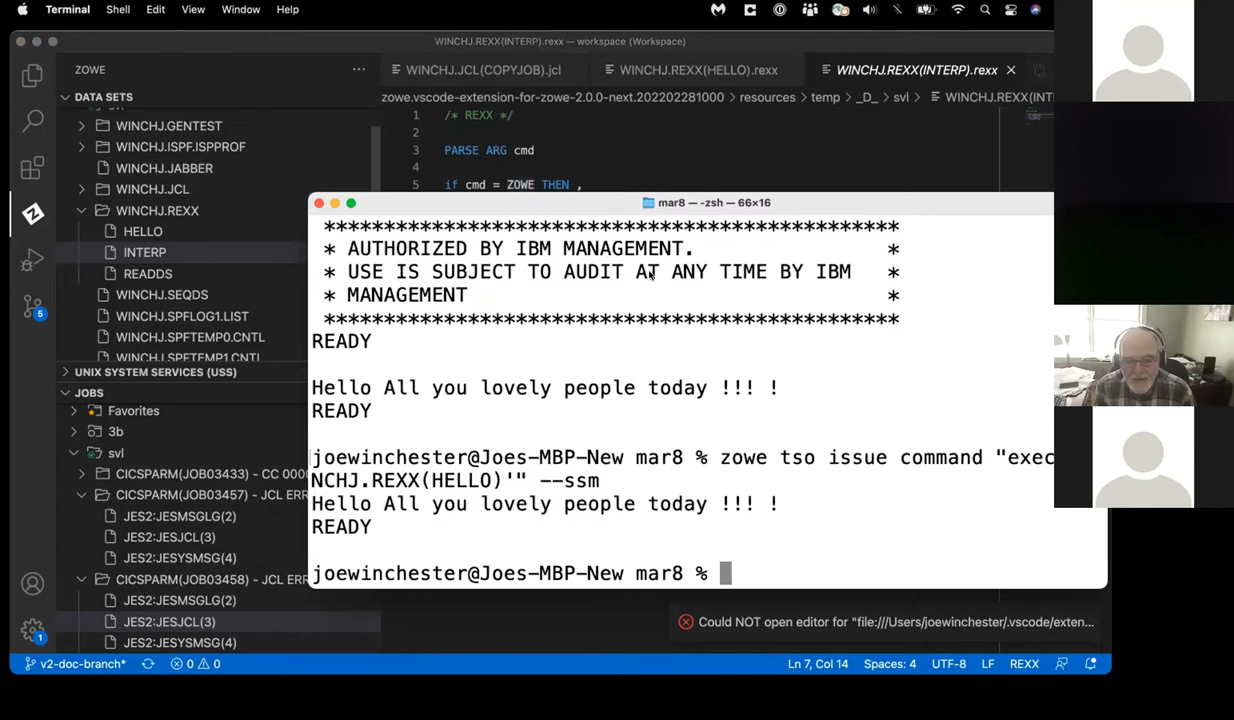 Terminal Shell Edit View Window Help
WINCHJ.REXX(INTERP).rexx — workspace (Workspace)
ZOWE ···
WINCHJ.JCL(COPYJOB).jcl WINCHJ.REXX(HELLO).rexx WINCHJ.REXX(INTERP).rexx
DATA SETS
zowe.vscode-extension-for-zowe-2.0.0-next.202202281000 > resources > temp > _D_ > svl > WINCHJ.REXX(INT
WINCHJ.GENTEST
WINCHJ.ISPF.ISPPROF
WINCHJ.JABBER
WINCHJ.JCL
WINCHJ.REXX
HELLO
INTERP
READDS
WINCHJ.SEQDS
WINCHJ.SPFLOG1.LIST
WINCHJ.SPFTEMP0.CNTL
WINCHJ.SPFTEMP1.CNTL
UNIX SYSTEM SERVICES (USS)
JOBS
Favorites
3b
svl
CICSPARM(JOB03433) - CC 0000
CICSPARM(JOB03457) - JCL ERR
JES2:JESMSGLG(2)
JES2:JESJCL(3)
JES2:JESYSMSG(4)
CICSPARM(JOB03458) - JCL ERR
JES2:JESMSGLG(2)
JES2:JESJCL(3)
JES2:JESYSMSG(4)
5
1
1 /* REXX */
2
3 PARSE ARG cmd
4
5 if cmd = ZOWE THEN ,
mar8 — -zsh — 66×16
************************************************
* AUTHORIZED BY IBM MANAGEMENT. *
* USE IS SUBJECT TO AUDIT AT ANY TIME BY IBM *
* MANAGEMENT *
************************************************
READY
Hello All you lovely people today !!! !
READY
joewinchester@Joes-MBP-New mar8 % zowe tso issue command "exec
NCHJ.REXX(HELLO)'" --ssm
Hello All you lovely people today !!! !
READY
joewinchester@Joes-MBP-New mar8 %
Could NOT open editor for "file:///Users/joewinchester/.vscode/exten...
v2-doc-branch* 0 0 Ln 7, Col 14 Spaces: 4 UTF-8 LF REXX